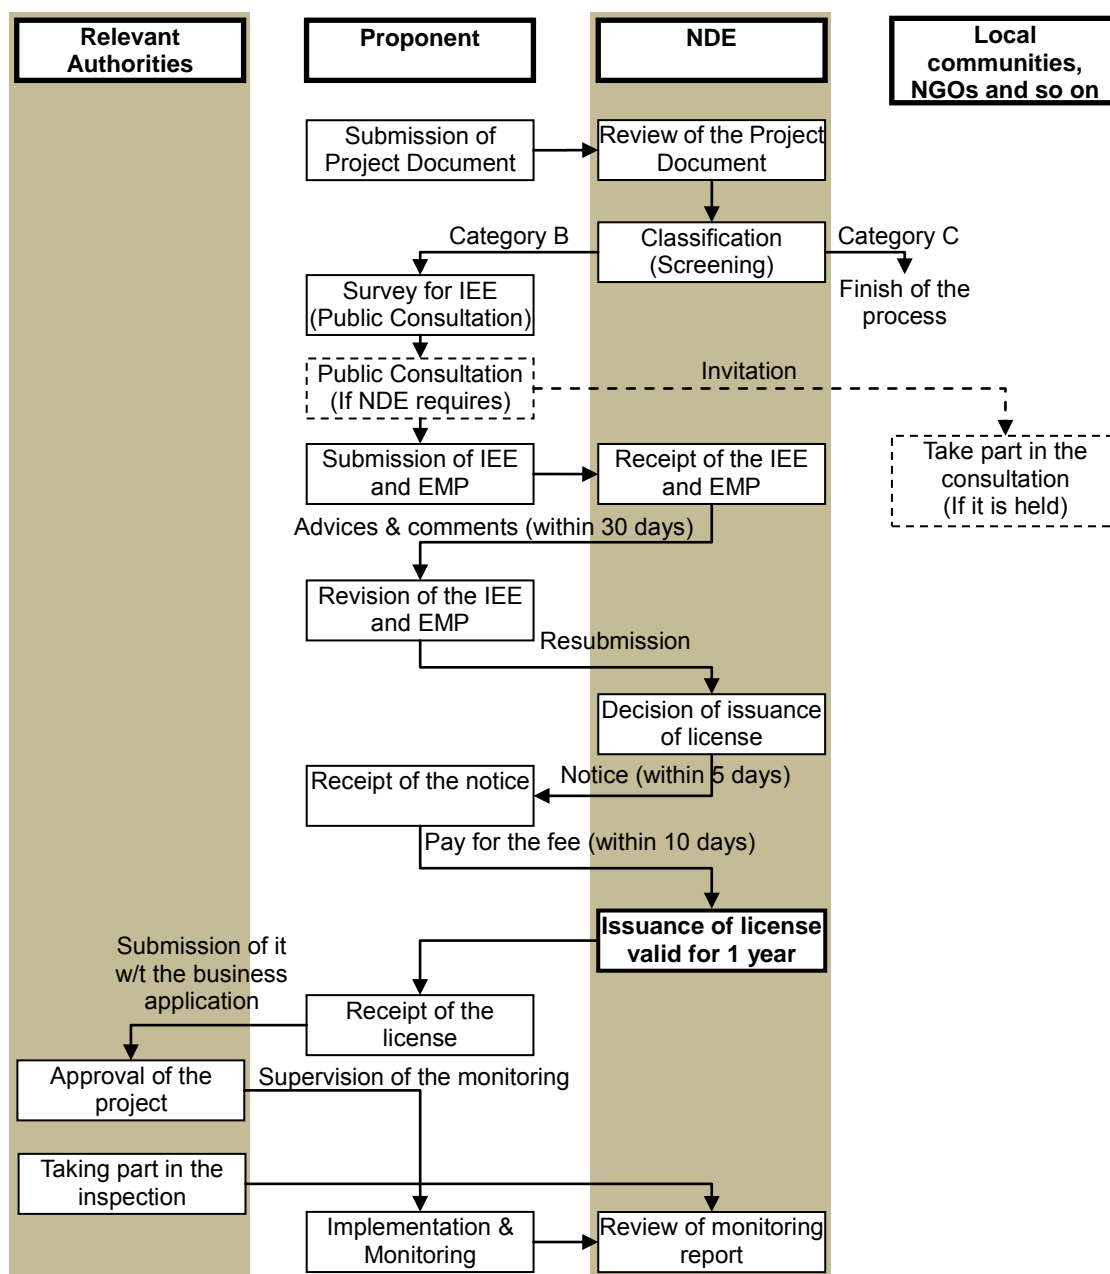 Relevant
Authorities
Proponent
NDE
Local
communities,
NGOs and so on
Submission of
Project Document
Review of the Project
Document
Category B
Classification
(Screening)
Category C
Survey for IEE
(Public Consultation)
Finish of the
process
Public Consultation
(If NDE requires)
Invitation
Submission of IEE
and EMP
Receipt of the IEE
and EMP
Take part in the
consultation
(If it is held)
Advices & comments (within 30 days)
Revision of the IEE
and EMP
Resubmission
Decision of issuance
of license
Receipt of the notice
Notice (within 5 days)
Pay for the fee (within 10 days)
Issuance of license
valid for 1 year
Submission of it
w/t the business
application
Receipt of the
license
Approval of the
project
Supervision of the monitoring
Taking part in the
inspection
Implementation &
Monitoring
Review of monitoring
report